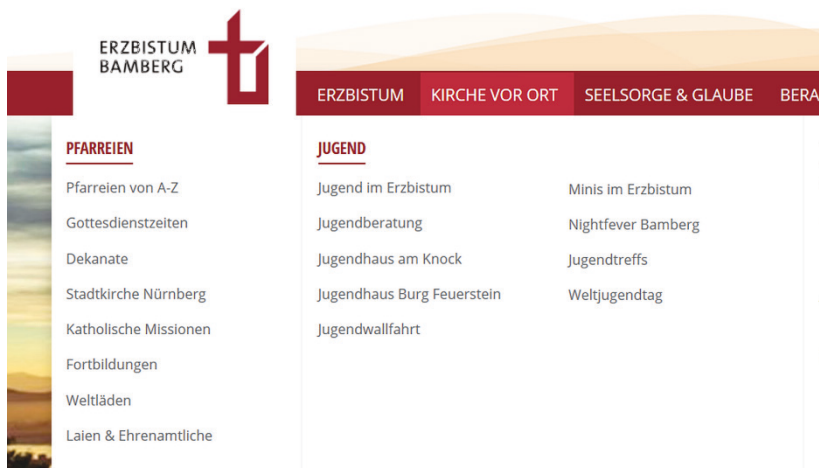 ERZBISTUM
BAMBERG
ERZBISTUM KIRCHE VOR ORT SEELSORGE & GLAUBE
PFARREIEN
Pfarreien von A-Z
Gottesdienstzeiten
Dekanate
Stadtkirche Nürnberg
Katholische Missionen
Fortbildungen
Weltläden
Laien & Ehrenamtliche
JUGEND
Jugend im Erzbistum
Jugendberatung
Jugendhaus am Knock
Jugendhaus Burg Feuerstein
Jugendwallfahrt
Minis im Erzbistum
Nightfever Bamberg
Jugendtreffs
Weltjugendtag